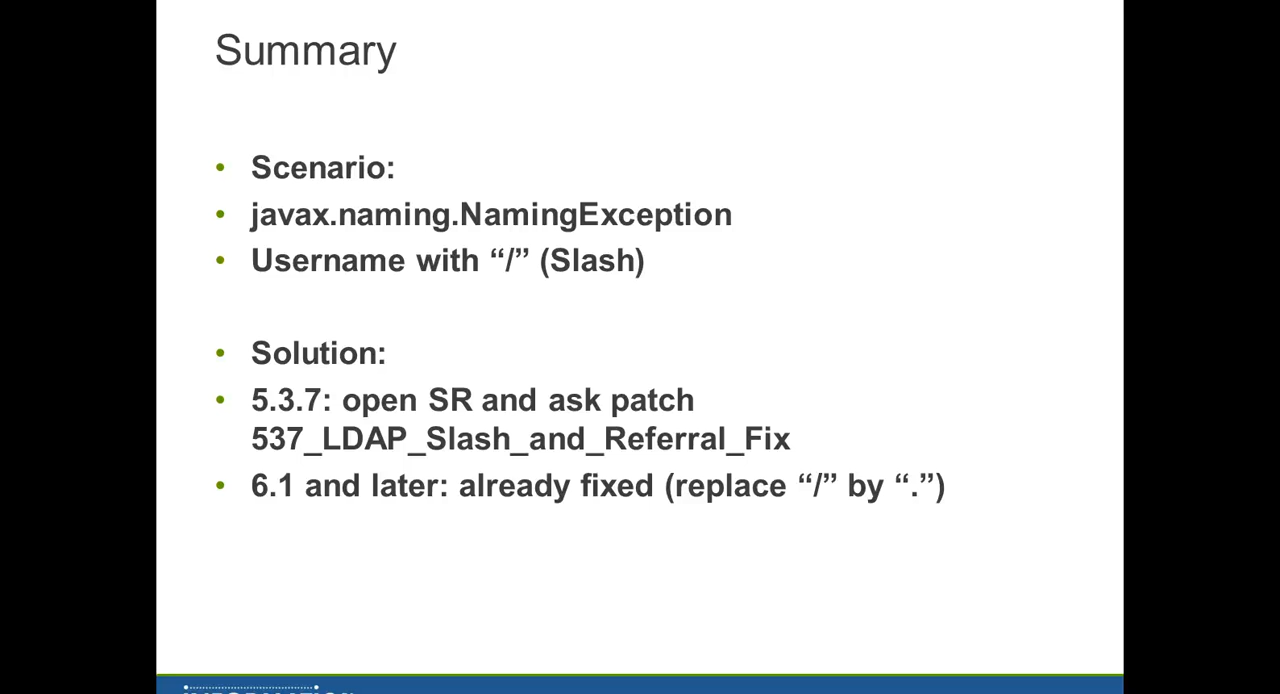 Summary
• Scenario:
• javax.naming.NamingException
• Username with “/” (Slash)
• Solution:
• 5.3.7: open SR and ask patch
537_LDAP_Slash_and_Referral_Fix
• 6.1 and later: already fixed (replace “/” by “.”)